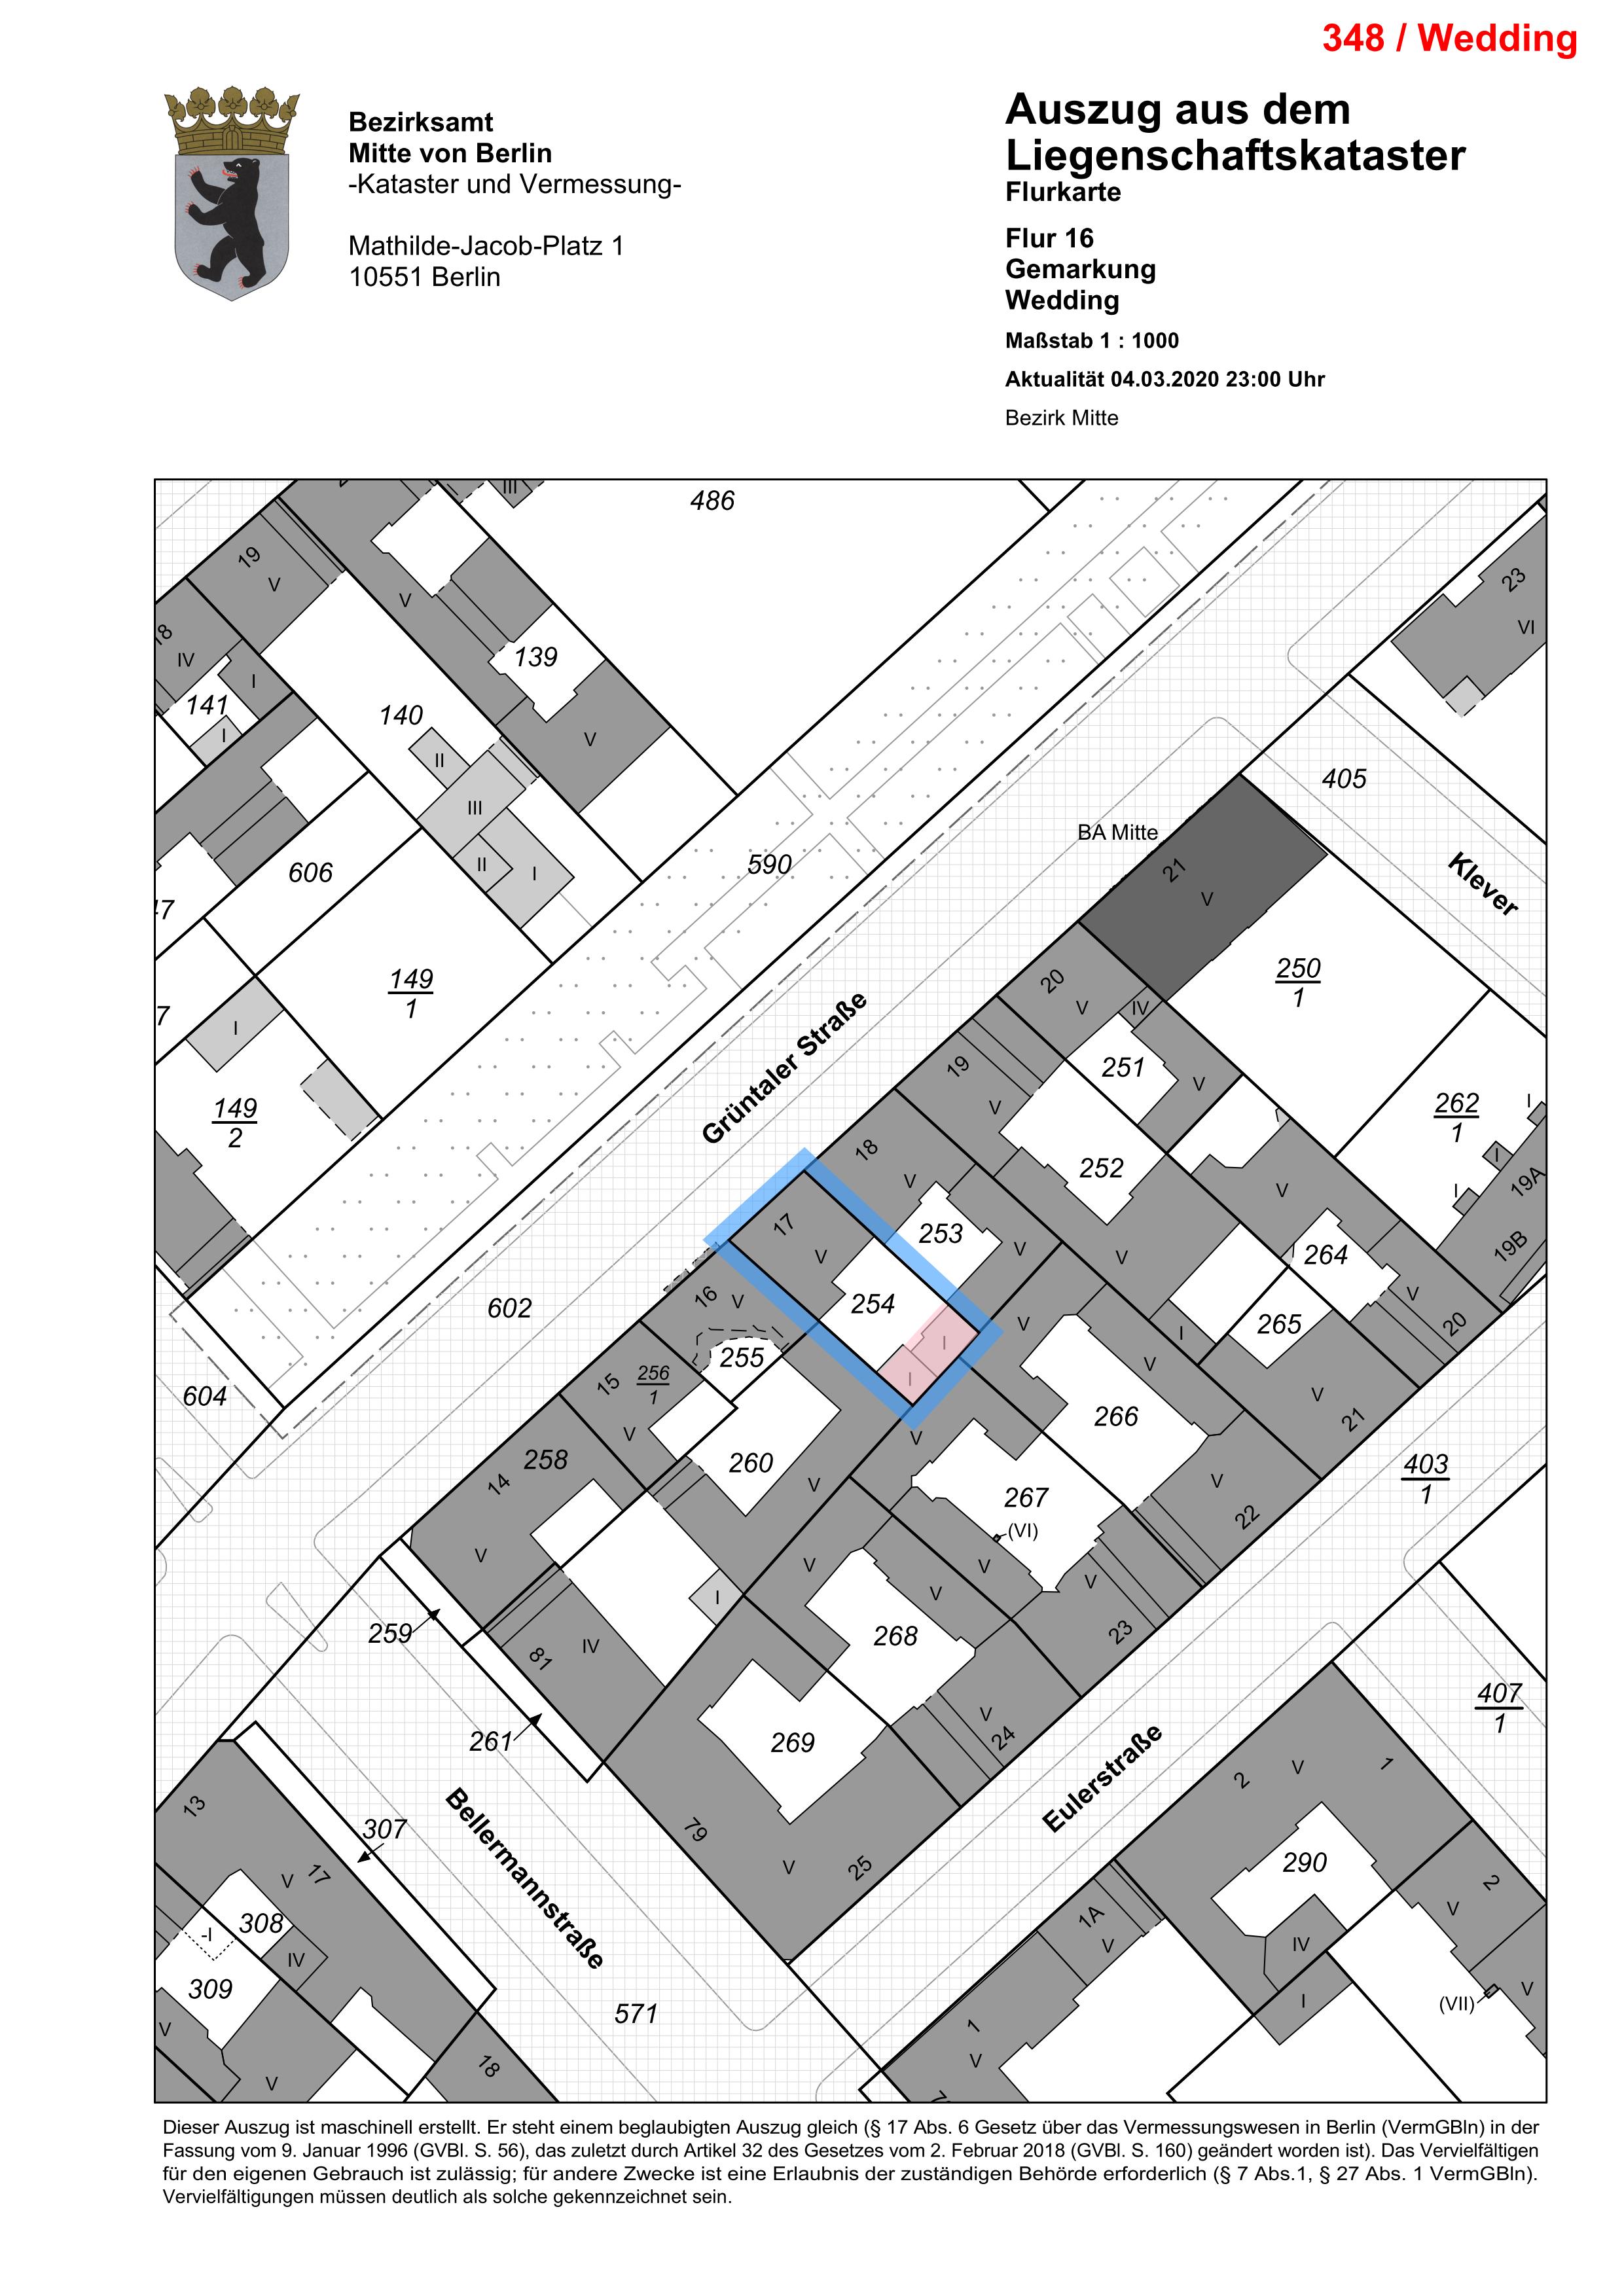 348 / Wedding
Bezirksamt
Mitte von Berlin
-Kataster und Vermessung-
Mathilde-Jacob-Platz 1
10551 Berlin
Auszug aus dem
Liegenschaftskataster
Flurkarte
Flur 16
Gemarkung
Wedding
Maßstab 1 : 1000
Aktualität 04.03.2020 23:00 Uhr
Bezirk Mitte
486
III
19
V
V
23
VI
18
IV
139
I
141
140
I
II
V
405
III
BA Mitte
590
II
I
606
21
V
Klever
47
250
1
149
1
20
V
IV
7
I
Grüntaler Straße
251
19
V
V
262
1
I
149
2
18
V
252
I
V
I
19A
17
V
253
V
V
264
19B
16
V
254
602
V
V
265
20
I
I
255
I
V
604
15
256
1
V
V
266
V
21
258
14
260
V
V
403
1
V
267
V
22
(VI)
V
V
V
V
23
I
259
81
IV
268
V
24
261
269
407
1
Bellermannstraße
Eulerstraße
79
V
25
2
V
1
13
307
V
17
290
2
V
308
-I
IV
1A
V
IV
309
V
571
1
V
I
(VII)
V
18
V
7
Dieser Auszug ist maschinell erstellt. Er steht einem beglaubigten Auszug gleich (§ 17 Abs. 6 Gesetz über das Vermessungswesen in Berlin (VermGBln) in der
Fassung vom 9. Januar 1996 (GVBl. S. 56), das zuletzt durch Artikel 32 des Gesetzes vom 2. Februar 2018 (GVBl. S. 160) geändert worden ist). Das Vervielfältigen
für den eigenen Gebrauch ist zulässig; für andere Zwecke ist eine Erlaubnis der zuständigen Behörde erforderlich (§ 7 Abs.1, § 27 Abs. 1 VermGBln).
Vervielfältigungen müssen deutlich als solche gekennzeichnet sein.